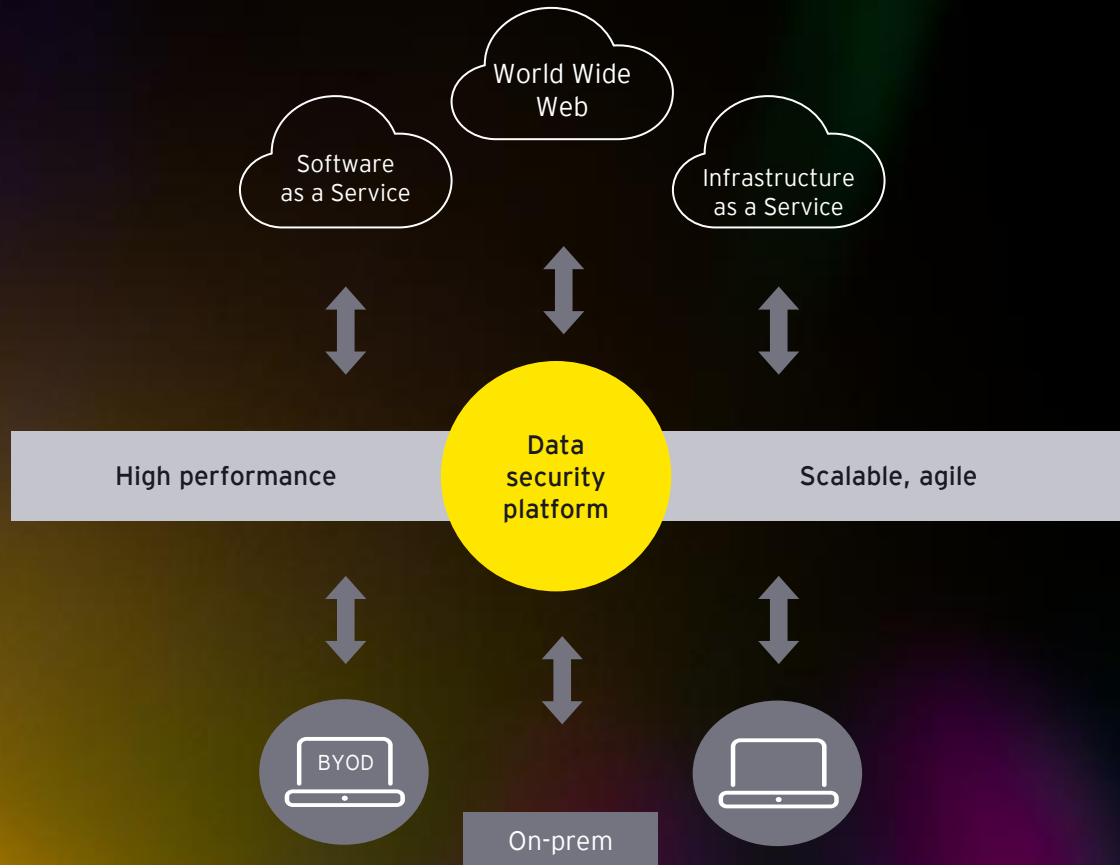 World Wide
Web
Software
as a Service
Infrastructure
as a Service
High performance
Data
security
platform
Scalable, agile
BYOD
On-prem